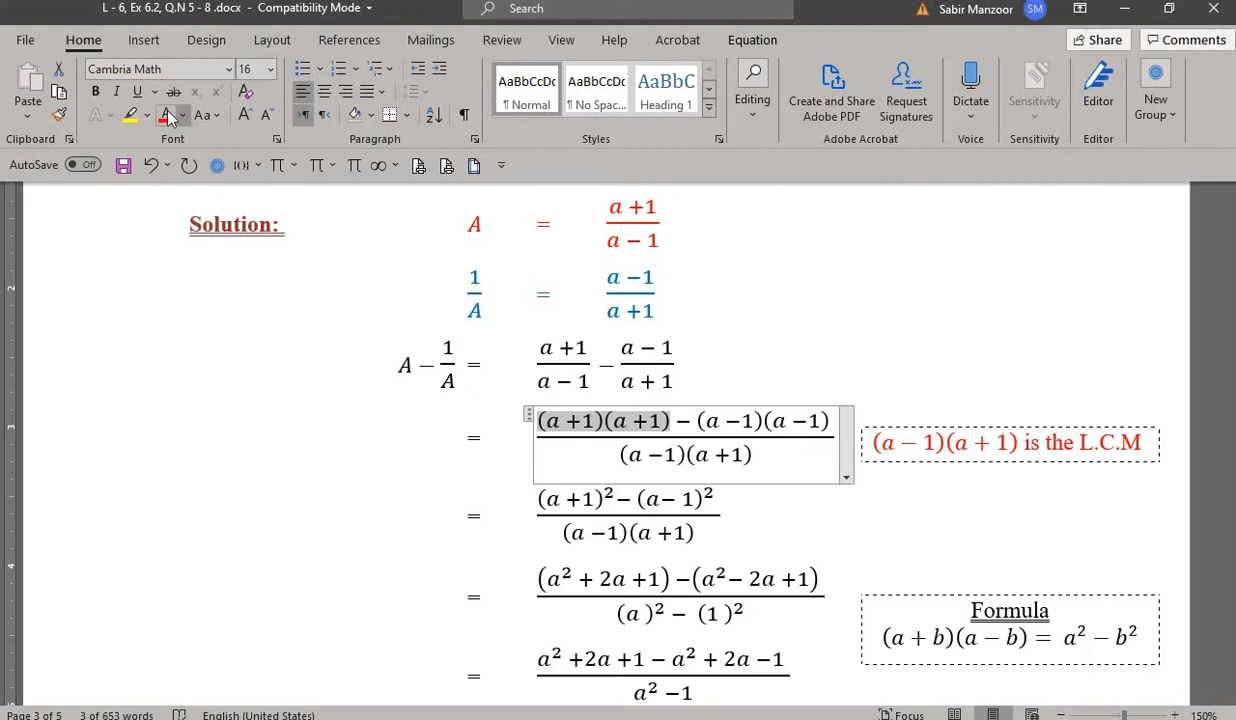 L - 6, Ex 6.2, Q.N 5 - 8 .docx - Compatibility Mode
Search
Sabir Manzoor
SM
File Home Insert Design Layout References Mailings Review View Help Acrobat Equation
Share
Comments
Cambria Math
16
Paste
AaBbCcDc AaBbCcDc AaBbC
¶ Normal ¶ No Spac... Heading 1
Editing
Create and Share
Adobe PDF
Request
Signatures
Dictate
Sensitivity
Editor
New
Group
Clipboard
Font
Paragraph
Styles
Adobe Acrobat
Voice
Sensitivity
Editor
New Group
AutoSave Off
Solution: A = (a +1)/(a − 1)
1/A = (a −1)/(a +1)
A − 1/A = (a +1)/(a − 1) − (a − 1)/(a + 1)
= ((a +1)(a +1) − (a −1)(a −1))/((a −1)(a +1))
(a − 1)(a + 1) is the L.C.M
= ((a +1)² − (a− 1)²)/((a −1)(a +1))
= ((a² + 2a +1) −(a² − 2a +1))/((a )² − (1 )²)
Formula
(a + b)(a − b) = a² − b²
= (a² +2a +1 − a² + 2a −1)/(a² −1)
Page 3 of 5 3 of 653 words English (United States) Focus 150%